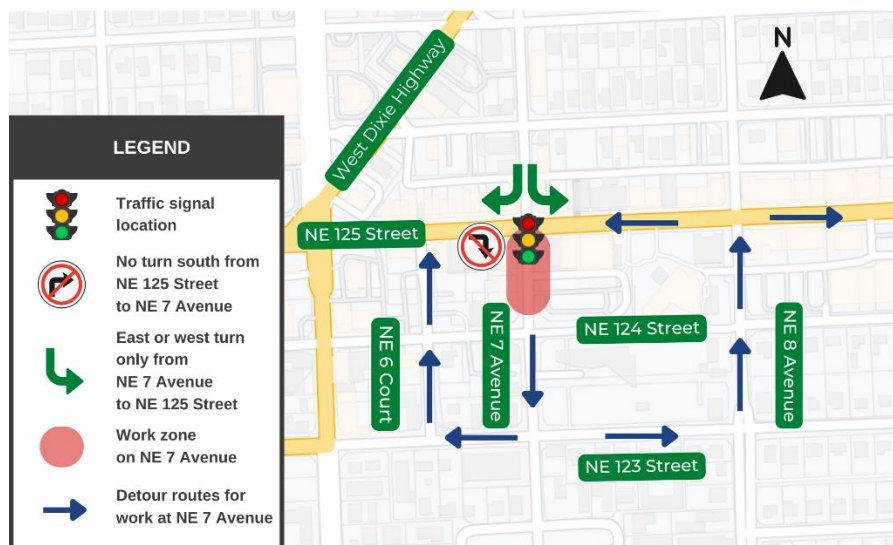 N
West Dixie Highway
LEGEND
Traffic signal
location
No turn south from
NE 125 Street
to NE 7 Avenue
East or west turn
only from
NE 7 Avenue
to NE 125 Street
Work zone
on NE 7 Avenue
Detour routes for
work at NE 7 Avenue
NE 125 Street
NE 6 Court
NE 7 Avenue
NE 124 Street
NE 8 Avenue
NE 123 Street